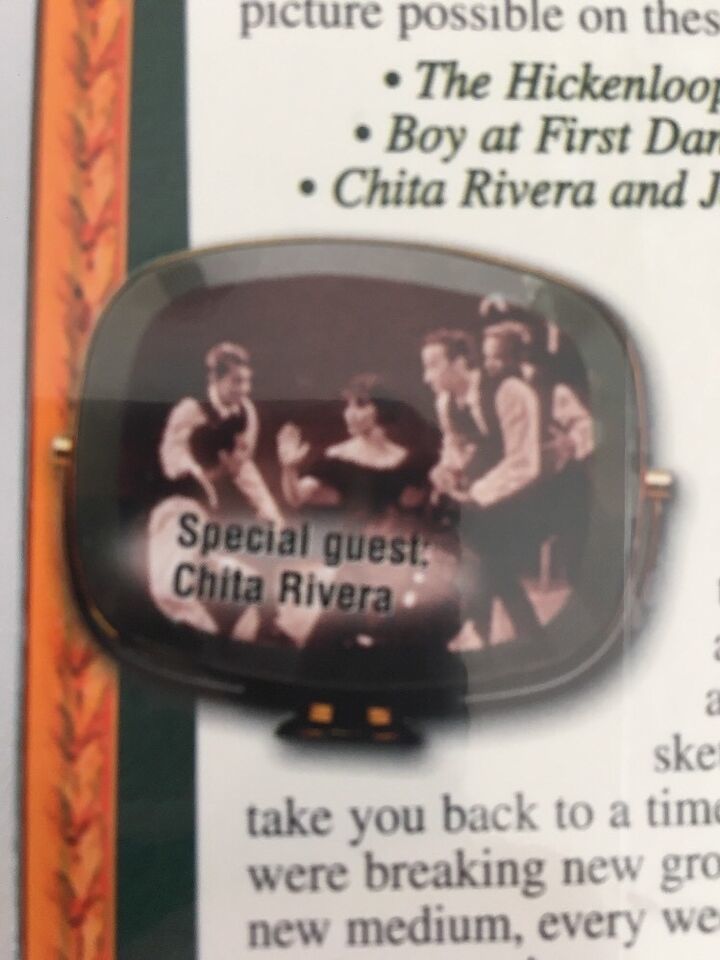 picture possible on thes
• The Hickenloop
• Boy at First Dan
• Chita Rivera and J
Special guest:
Chita Rivera
ske
take you back to a time
were breaking new gro
new medium, every we